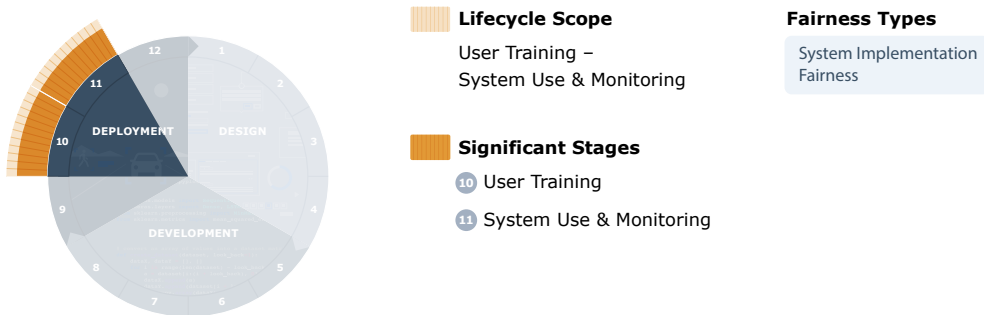 12
1
11
2
DEPLOYMENT
DESIGN
10
3
9
4
DEVELOPMENT
8
5
7
6
Lifecycle Scope
User Training –
System Use & Monitoring
Significant Stages
10 User Training
11 System Use & Monitoring
Fairness Types
System Implementation
Fairness